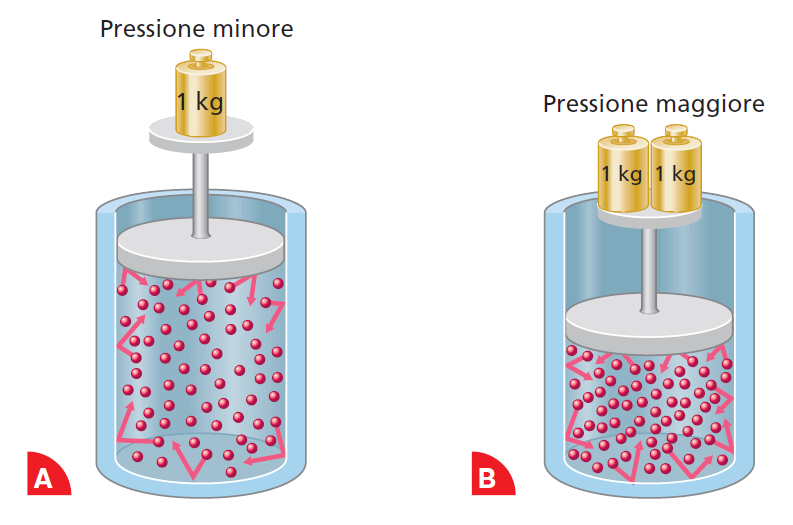 Pressione minore
1 kg
A
Pressione maggiore
1 kg 1 kg
B